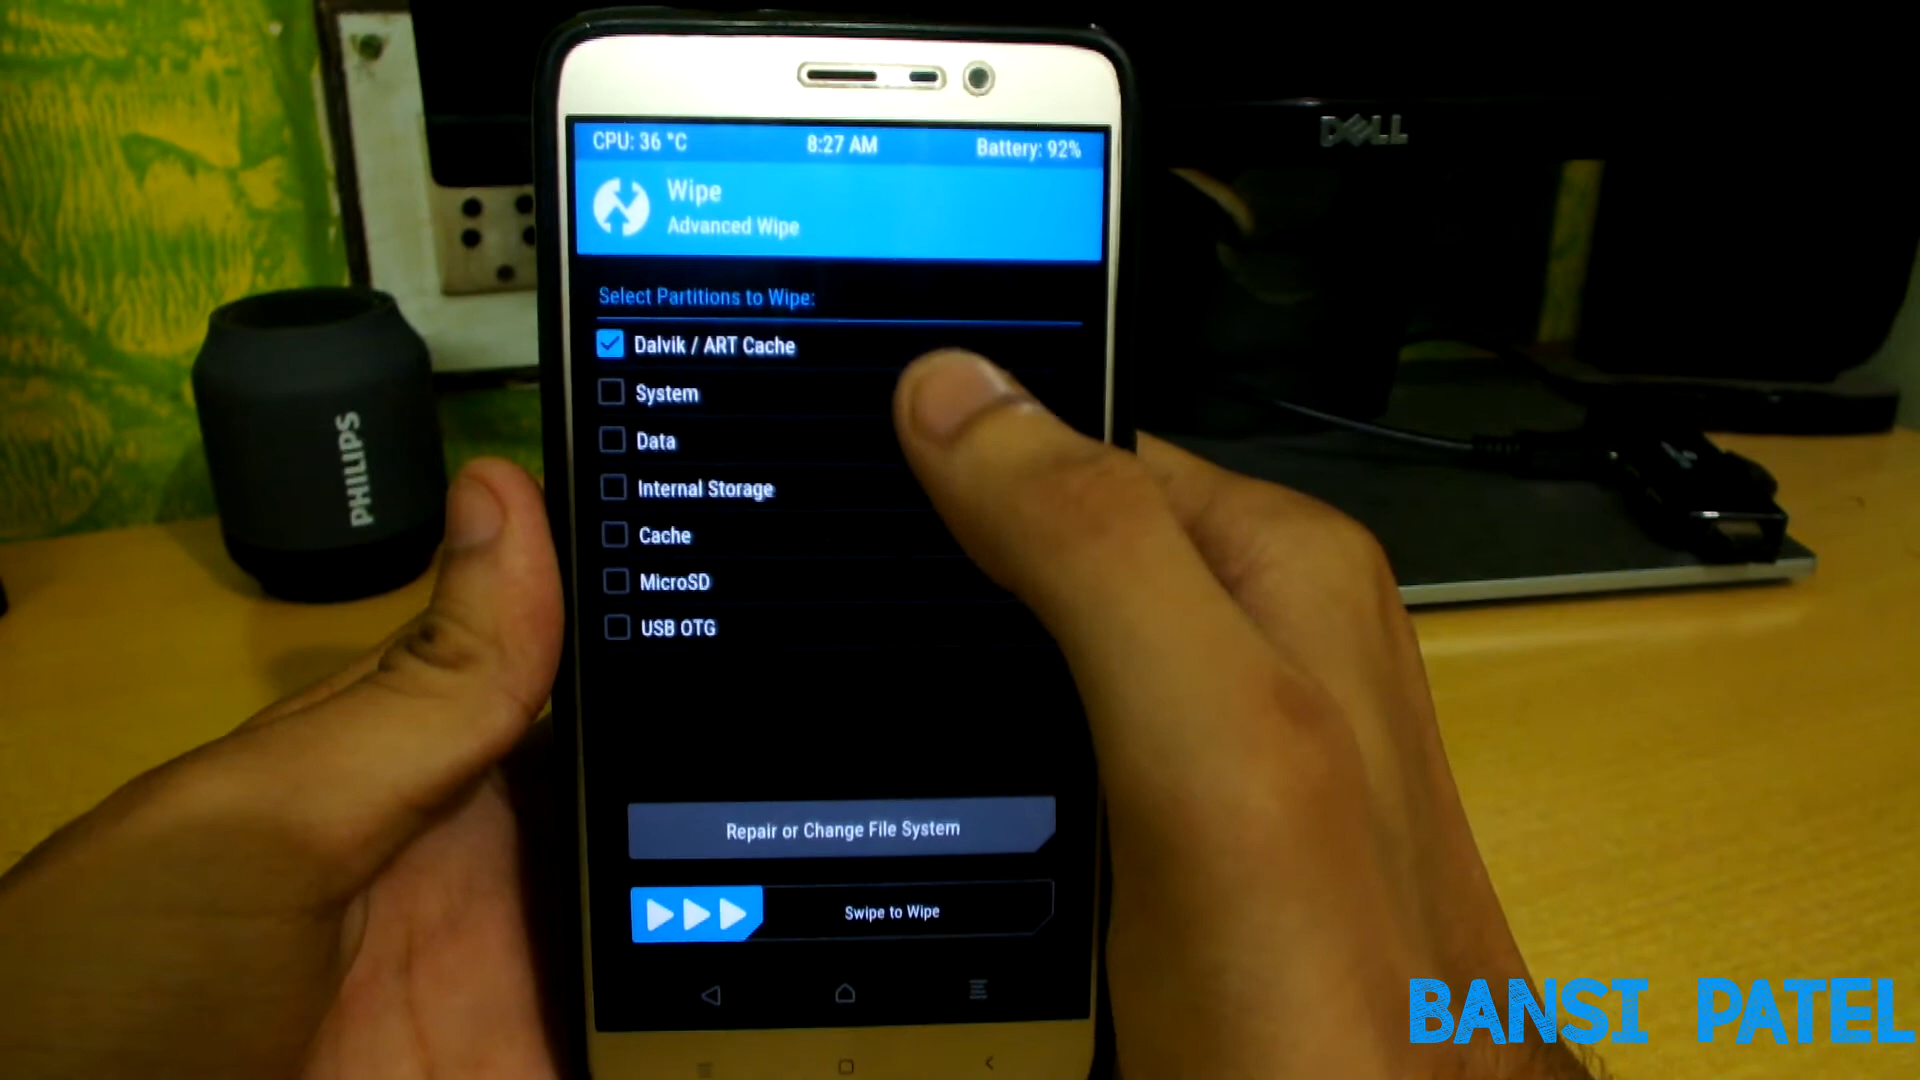 DELL
CPU: 36 °C 8:27 AM Battery: 92%
Wipe
Advanced Wipe
Select Partitions to Wipe:
Dalvik / ART Cache
System
Data
Internal Storage
Cache
MicroSD
USB OTG
PHILIPS
Repair or Change File System
Swipe to Wipe
BANSI PATEL